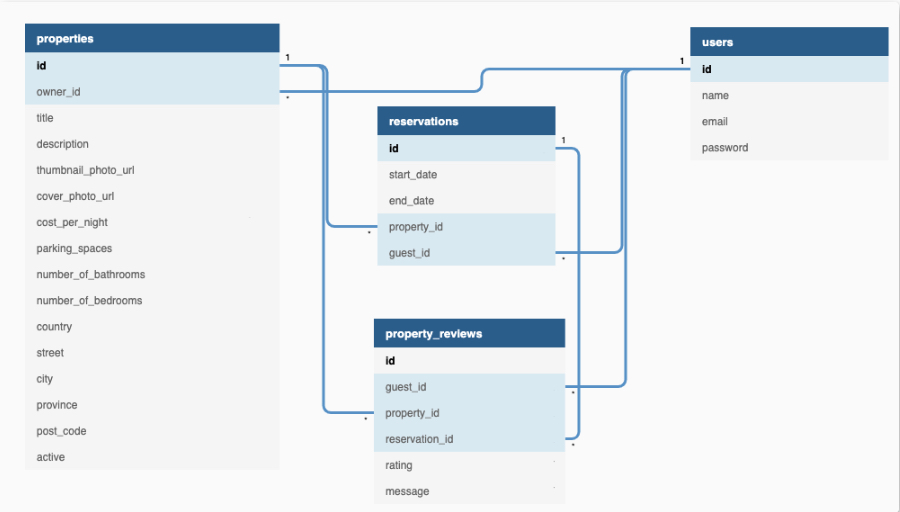 properties
id
owner_id
title
description
thumbnail_photo_url
cover_photo_url
cost_per_night
parking_spaces
number_of_bathrooms
number_of_bedrooms
country
street
city
province
post_code
active
1
*
reservations
id
start_date
end_date
property_id
guest_id
1
*
*
property_reviews
id
guest_id
property_id
reservation_id
rating
message
*
*
*
users
id
name
email
password
1